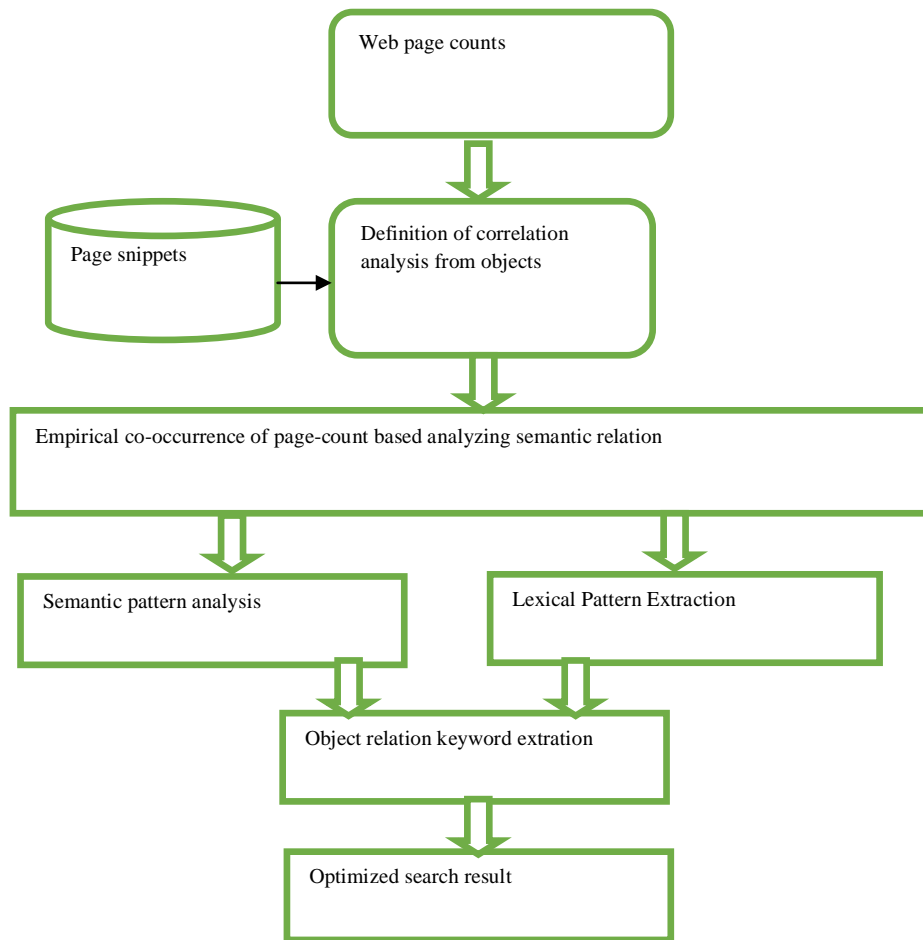 Web page counts
Page snippets
Definition of correlation
analysis from objects
Empirical co-occurrence of page-count based analyzing semantic relation
Semantic pattern analysis
Lexical Pattern Extraction
Object relation keyword extration
Optimized search result